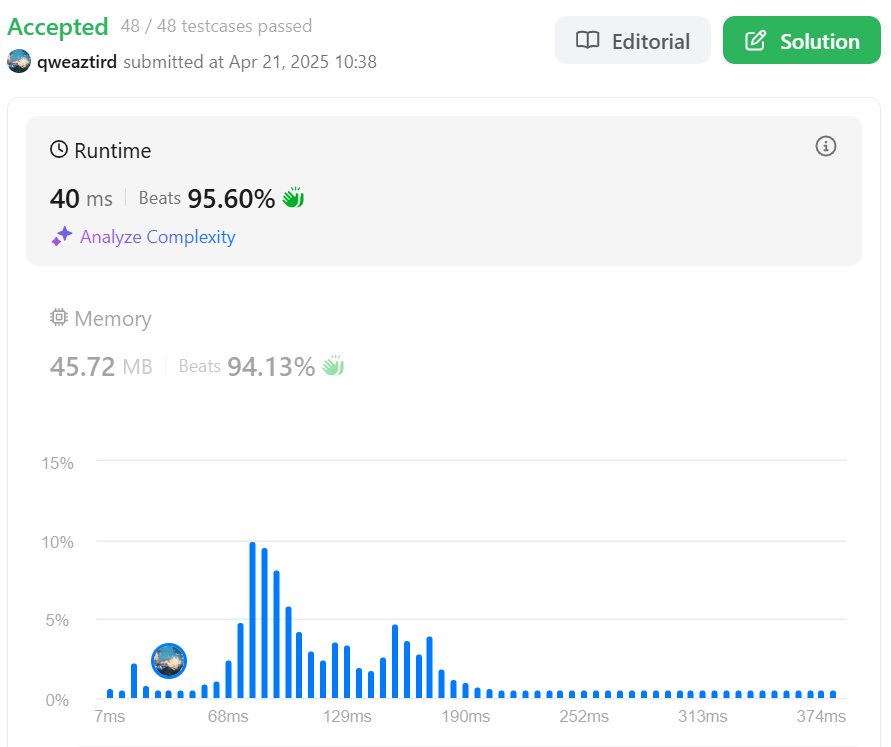 Accepted 48 / 48 testcases passed
Editorial
Solution
qweaztird submitted at Apr 21, 2025 10:38
Runtime
40 ms Beats 95.60%
Analyze Complexity
Memory
45.72 MB Beats 94.13%
15%
10%
5%
0%
7ms 68ms 129ms 190ms 252ms 313ms 374ms